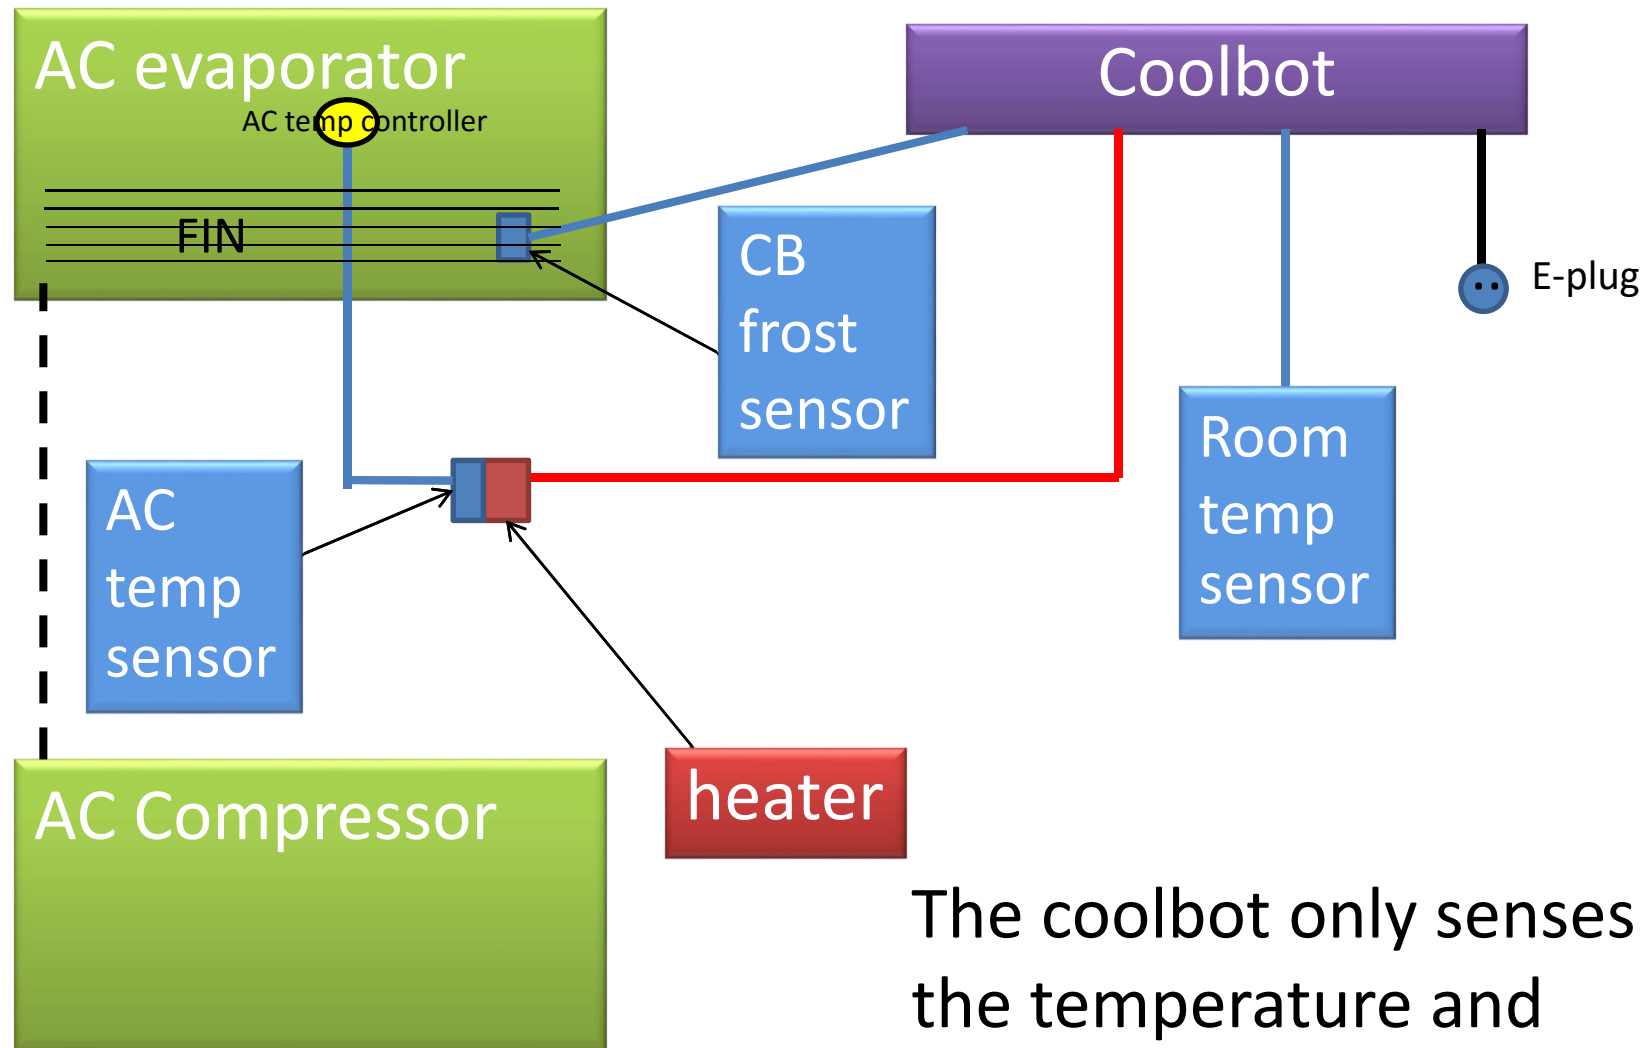 AC evaporator
AC temp controller
FIN
Coolbot
E-plug
CB
frost
sensor
Room
temp
sensor
AC
temp
sensor
heater
AC Compressor
The coolbot only senses
the temperature and